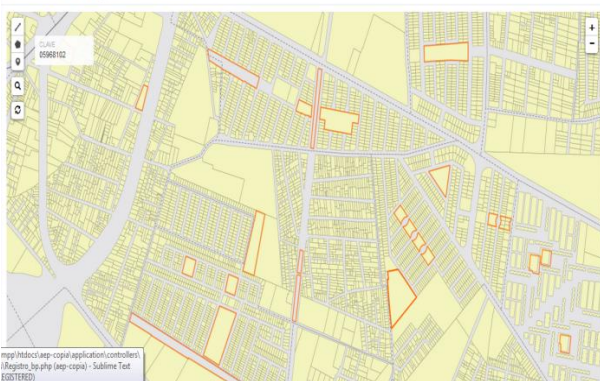 CLAVE
05968102
+
-
mpp\htdocs\aep-copia\application\controllers\
\Registro_bp.php (aep-copia) - Sublime Text
EGISTERED)